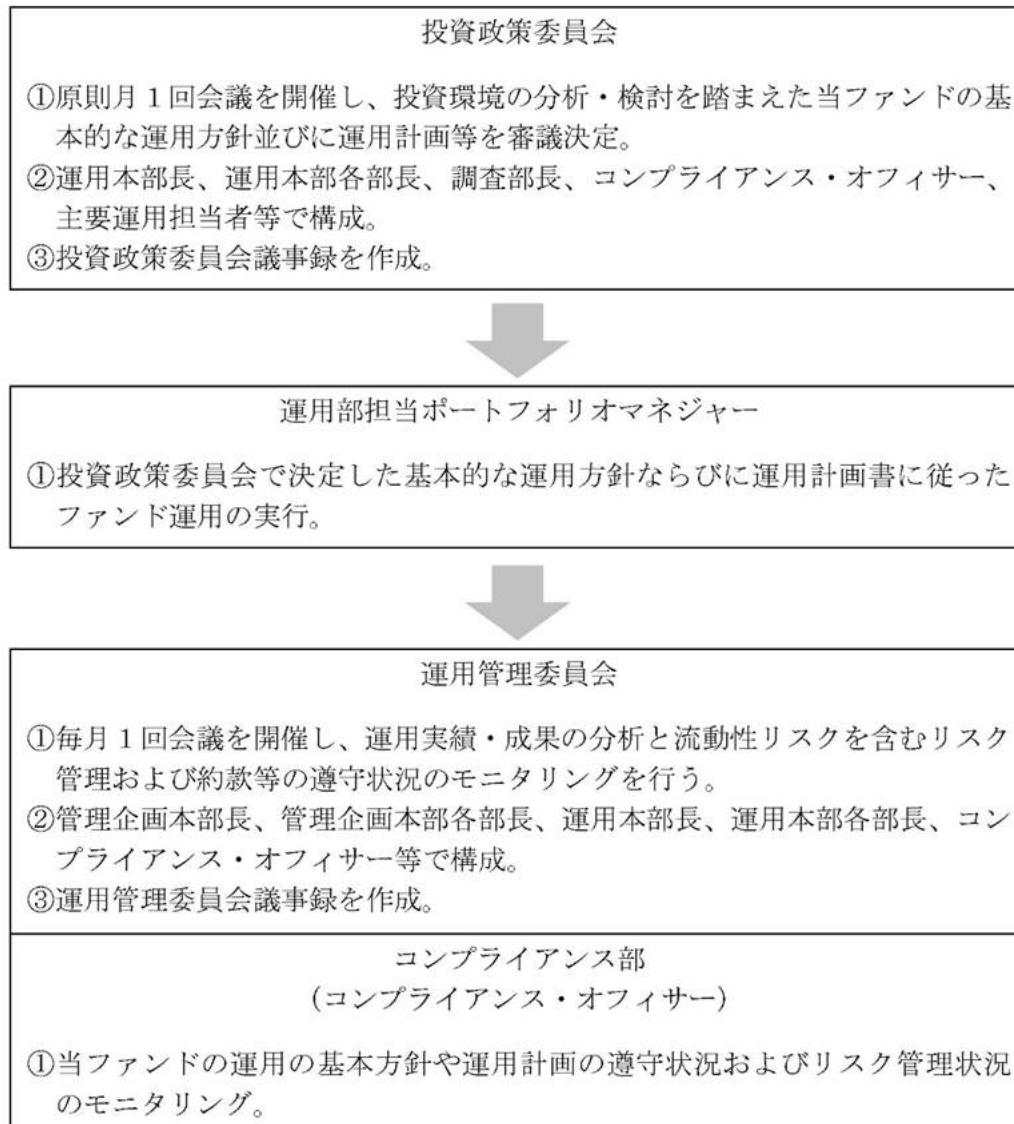 投資政策委員会
①原則月1回会議を開催し、投資環境の分析・検討を踏まえた当ファンドの基
本的な運用方針並びに運用計画等を審議決定。
②運用本部長、運用本部各部長、調査部長、コンプライアンス・オフィサー、
主要運用担当者等で構成。
③投資政策委員会議事録を作成。
運用部担当ポートフォリオマネジャー
①投資政策委員会で決定した基本的な運用方針ならびに運用計画書に従った
ファンド運用の実行。
運用管理委員会
①毎月1回会議を開催し、運用実績・成果の分析と流動性リスクを含むリスク
管理および約款等の遵守状況のモニタリングを行う。
②管理企画本部長、管理企画本部各部長、運用本部長、運用本部各部長、コン
プライアンス・オフィサー等で構成。
③運用管理委員会議事録を作成。
コンプライアンス部
(コンプライアンス・オフィサー)
①当ファンドの運用の基本方針や運用計画の遵守状況およびリスク管理状況
のモニタリング。